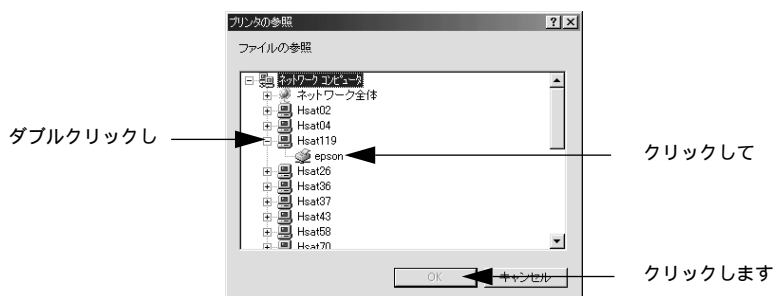 プリンタの参照
ファイルの参照
ネットワーク コンピュータ
ネットワーク全体
Hsat02
Hsat04
ダブルクリックし
Hsat119
epson
クリックして
Hsat26
Hsat36
Hsat37
Hsat43
Hsat58
Hsat70
OK
キャンセル
クリックします